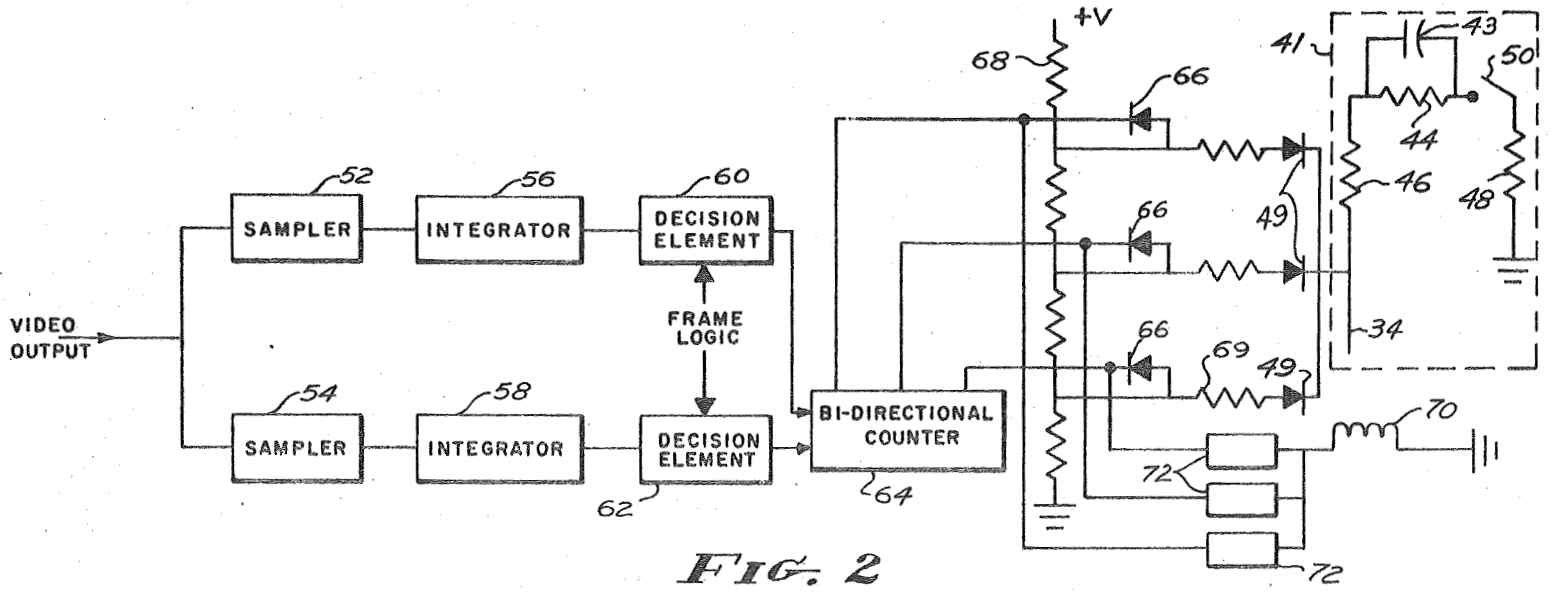 +V
68
66
41
43
50
44
46
48
49
34
52
SAMPLER
56
INTEGRATOR
60
DECISION
ELEMENT
66
VIDEO
OUTPUT
FRAME
LOGIC
66
69
49
54
SAMPLER
58
INTEGRATOR
DECISION
ELEMENT
62
BI-DIRECTIONAL
COUNTER
64
70
72
72
FIG. 2